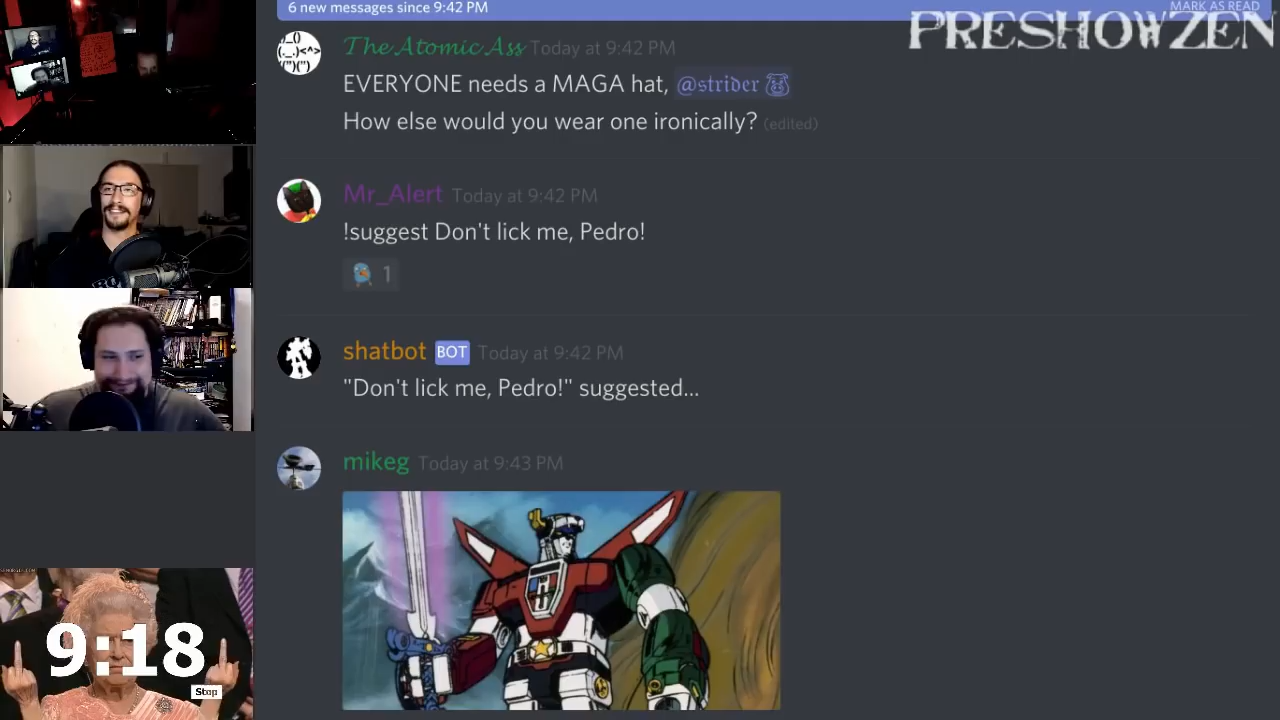 6 new messages since 9:42 PM
MARK AS READ
PRESHOWZEN
The Atomic Ass Today at 9:42 PM
EVERYONE needs a MAGA hat, @strider
How else would you wear one ironically? (edited)
Mr_Alert Today at 9:42 PM
!suggest Don't lick me, Pedro!
1
shatbot BOT Today at 9:42 PM
"Don't lick me, Pedro!" suggested...
mikeg Today at 9:43 PM
9:18
Stop